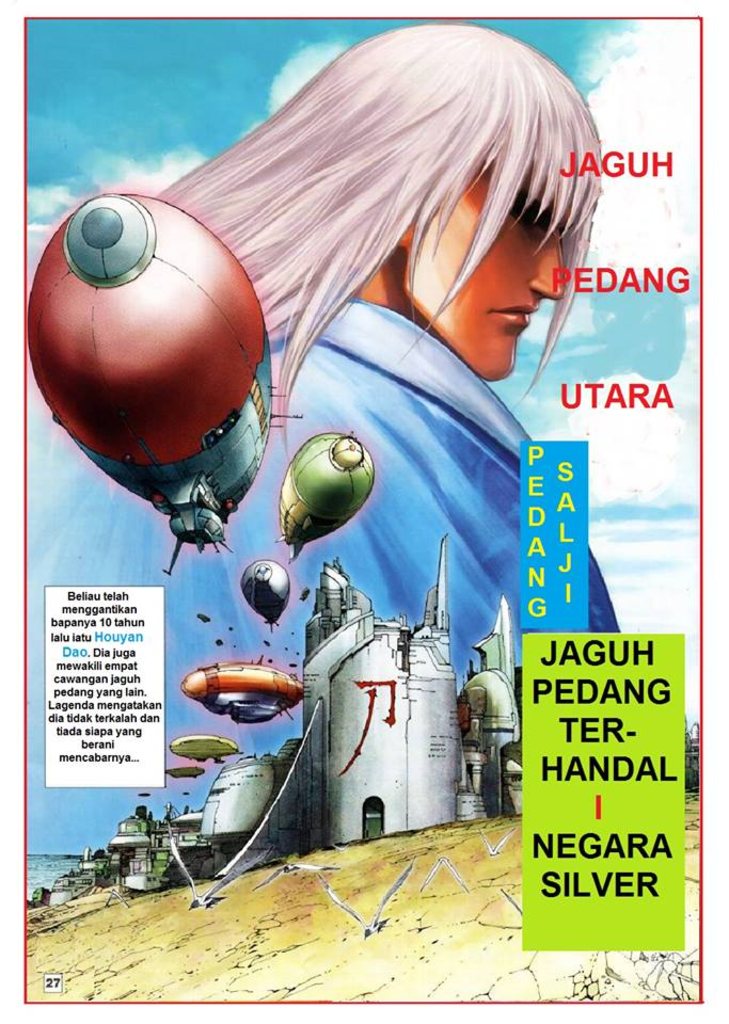 JAGUH
PEDANG
UTARA
PEDANG
SALJI
Beliau telah
menggantikan
bapanya 10 tahun
lalu iatu Houyan
Dao. Dia juga
mewakili empat
cawangan jaguh
pedang yang lain.
Lagenda mengatakan
dia tidak terkalah dan
tiada siapa yang
berani
mencabarnya...
刀
JAGUH
PEDANG
TER-
HANDAL
I
NEGARA
SILVER
27